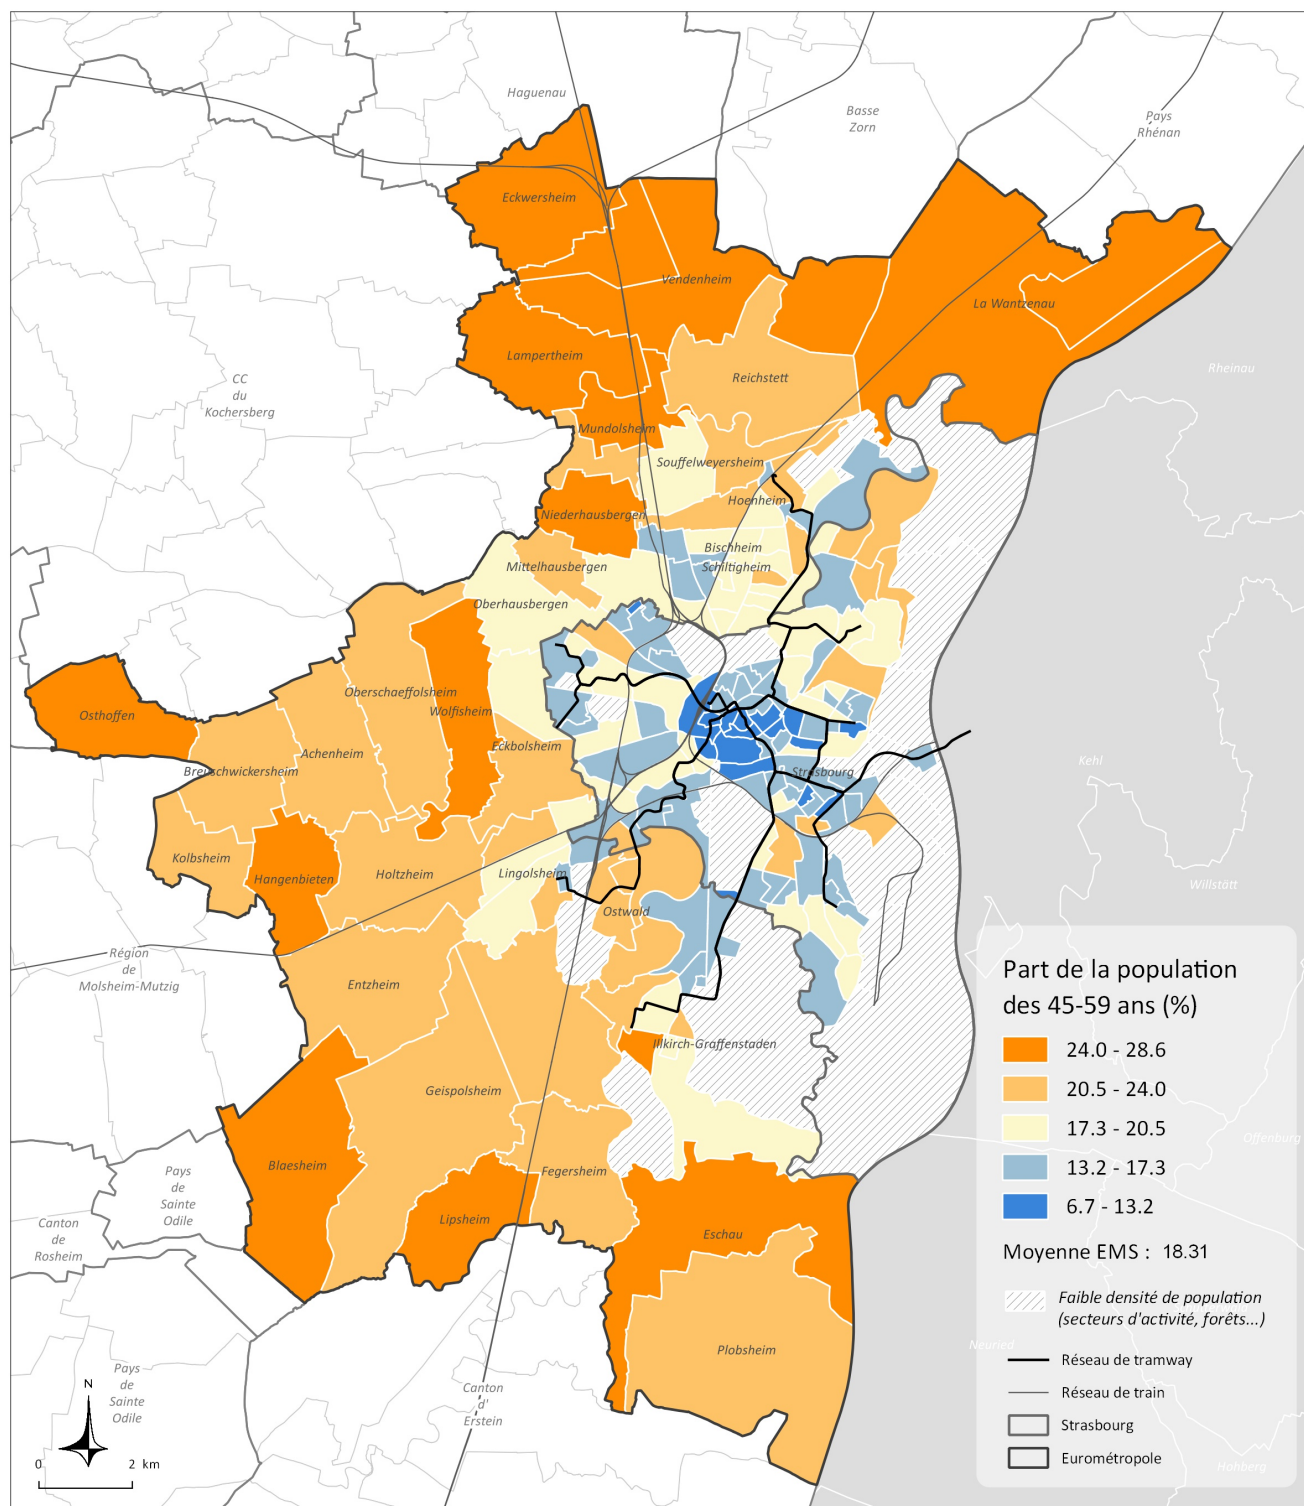 Haguenau
Basse
Zorn
Pays
Rhénan
Eckwersheim
Vendenheim
La Wantzenau
Lampertheim
Reichstett
Rheinau
CC
du
Kochersberg
Mundolsheim
Souffelweyersheim
Hoenheim
Niederhausbergen
Bischheim
Mittelhausbergen
Schiltigheim
Oberhausbergen
Oberschaeffolsheim
Osthoffen
Wolfisheim
Achenheim
Eckbolsheim
Breuschwickersheim
Strasbourg
Kehl
Kolbsheim
Hangenbieten
Holtzheim
Lingolsheim
Willstätt
Ostwald
Région
de
Molsheim-Mutzig
Entzheim
Illkirch-Graffenstaden
Geispolsheim
Blaesheim
Fegersheim
Lipsheim
Eschau
Plobsheim
Pays
de
Sainte
Odile
Canton
de
Rosheim
Pays
de
Sainte
Odile
Canton
d'
Erstein
Offenburg
Neuried
Hohberg
Part de la population
des 45-59 ans (%)
24.0 - 28.6
20.5 - 24.0
17.3 - 20.5
13.2 - 17.3
6.7 - 13.2
Moyenne EMS : 18.31
Faible densité de population
(secteurs d'activité, forêts...)
Réseau de tramway
Réseau de train
Strasbourg
Eurométropole
N
0 2 km